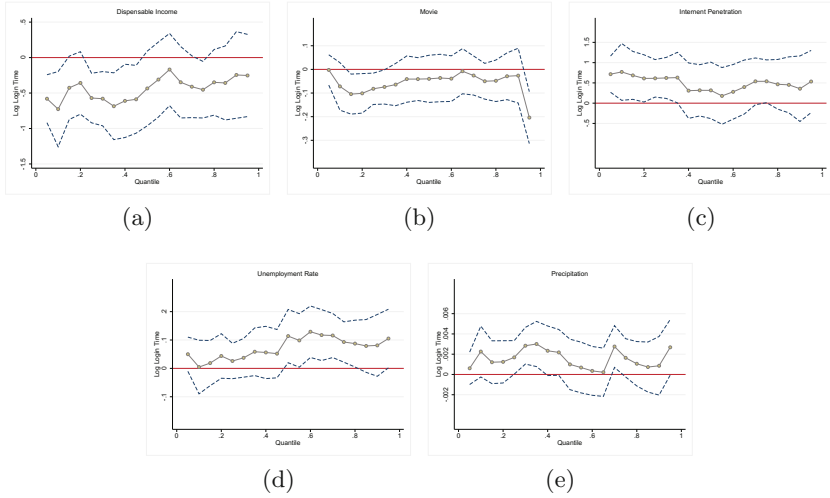 Dispensable Income
Log Login Time
.5
0
-.5
-1
-1.5
0 .2 .4 .6 .8 1
Quantile
(a)
Movie
Log Login Time
.1
0
-.1
-.2
-.3
0 .2 .4 .6 .8 1
Quantile
(b)
Internent Penetration
Log Login Time
1.5
1
.5
0
-.5
0 .2 .4 .6 .8 1
Quantile
(c)
Unemployment Rate
Log Login Time
.2
.1
0
-.1
0 .2 .4 .6 .8 1
Quantile
(d)
Precipitation
Log Login Time
.006
.004
.002
0
-.002
0 .2 .4 .6 .8 1
Quantile
(e)